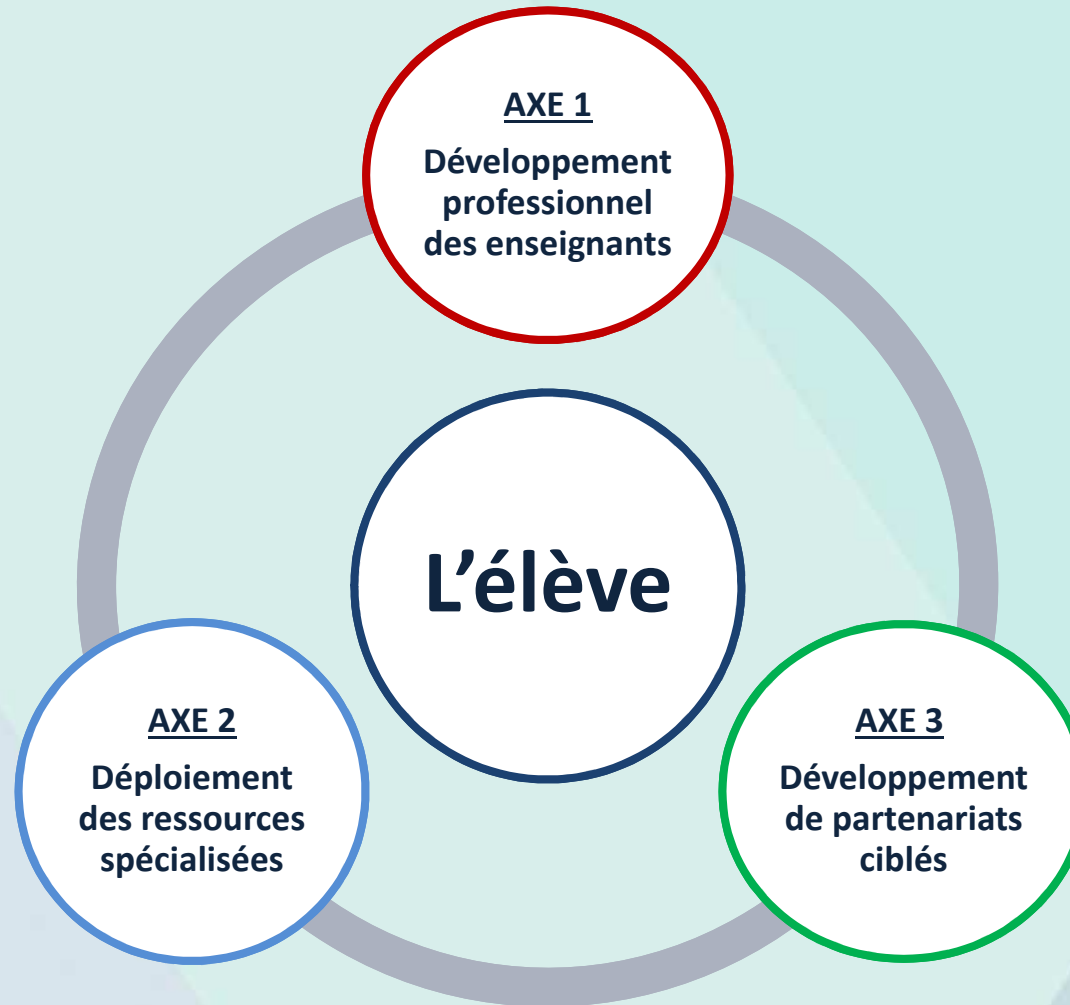 AXE 1
Développement
professionnel
des enseignants
L’élève
AXE 2
Déploiement
des ressources
spécialisées
AXE 3
Développement
de partenariats
ciblés